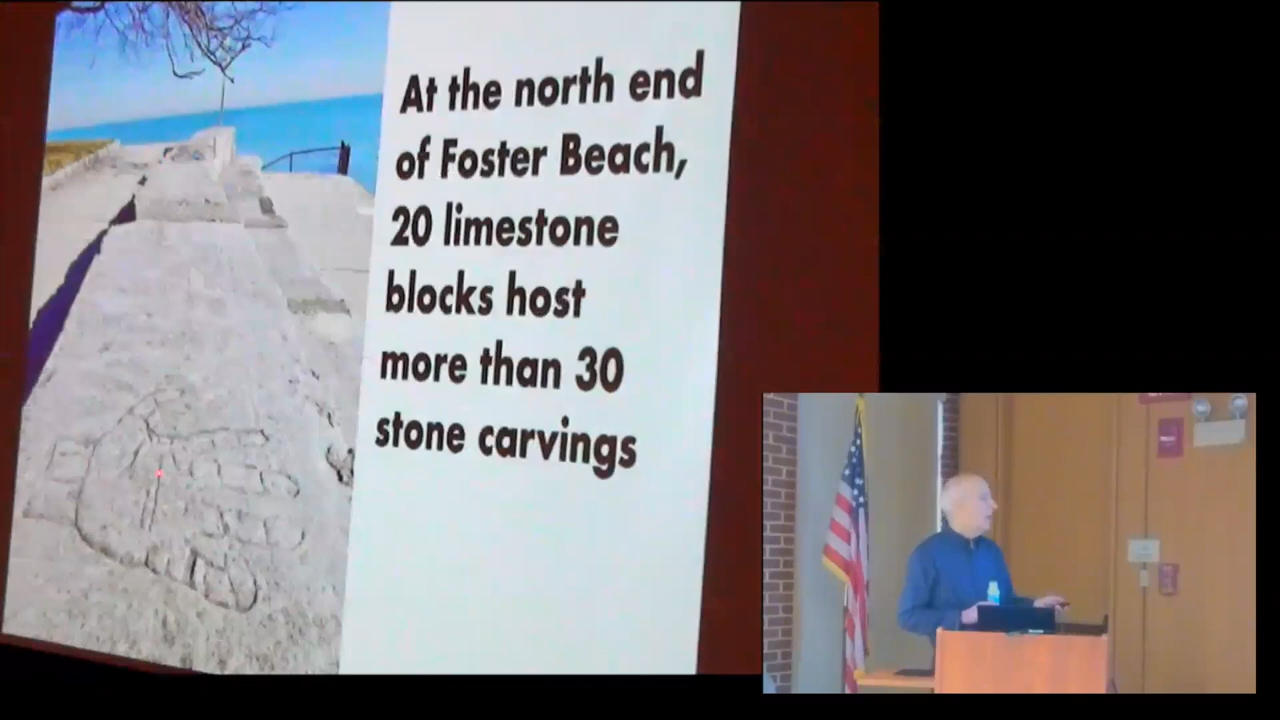 At the north end
of Foster Beach,
20 limestone
blocks host
more than 30
stone carvings